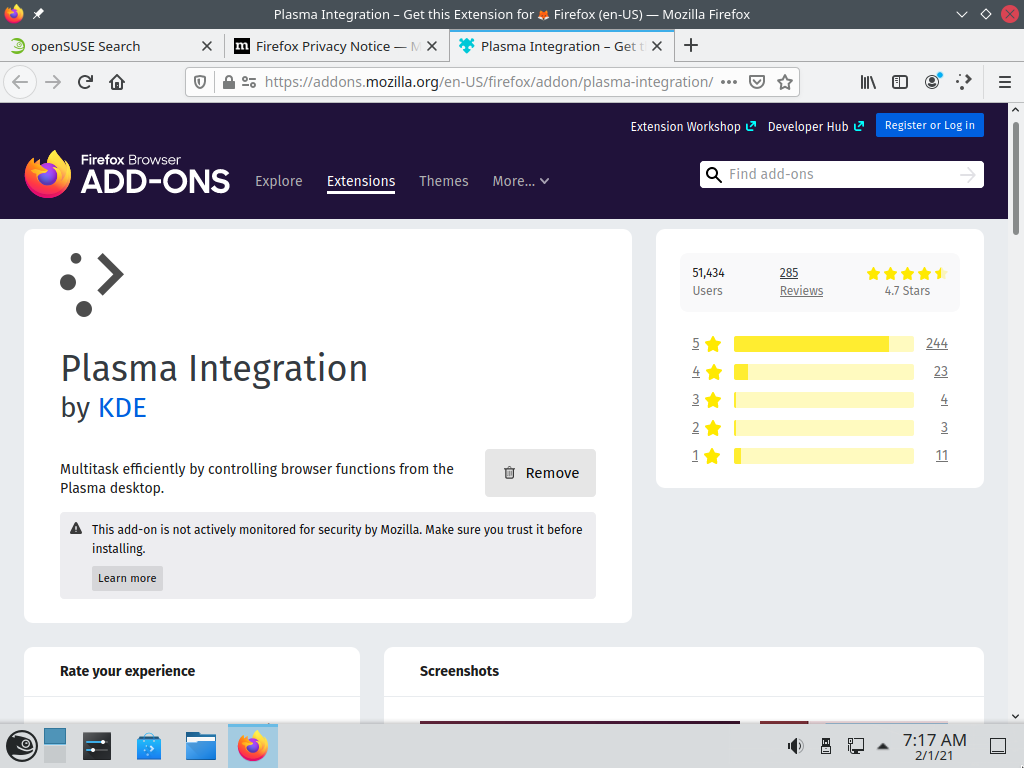 Plasma Integration – Get this Extension for 🦊 Firefox (en-US) — Mozilla Firefox
openSUSE Search
Firefox Privacy Notice — M
Plasma Integration – Get t
https://addons.mozilla.org/en-US/firefox/addon/plasma-integration/
Extension Workshop
Developer Hub
Register or Log in
Firefox Browser
ADD-ONS
Explore
Extensions
Themes
More...
Find add-ons
Plasma Integration
by KDE
Multitask efficiently by controlling browser functions from the
Plasma desktop.
Remove
This add-on is not actively monitored for security by Mozilla. Make sure you trust it before
installing.
Learn more
51,434
Users
285
Reviews
4.7 Stars
5 244
4 23
3 4
2 3
1 11
Rate your experience
Screenshots
7:17 AM
2/1/21